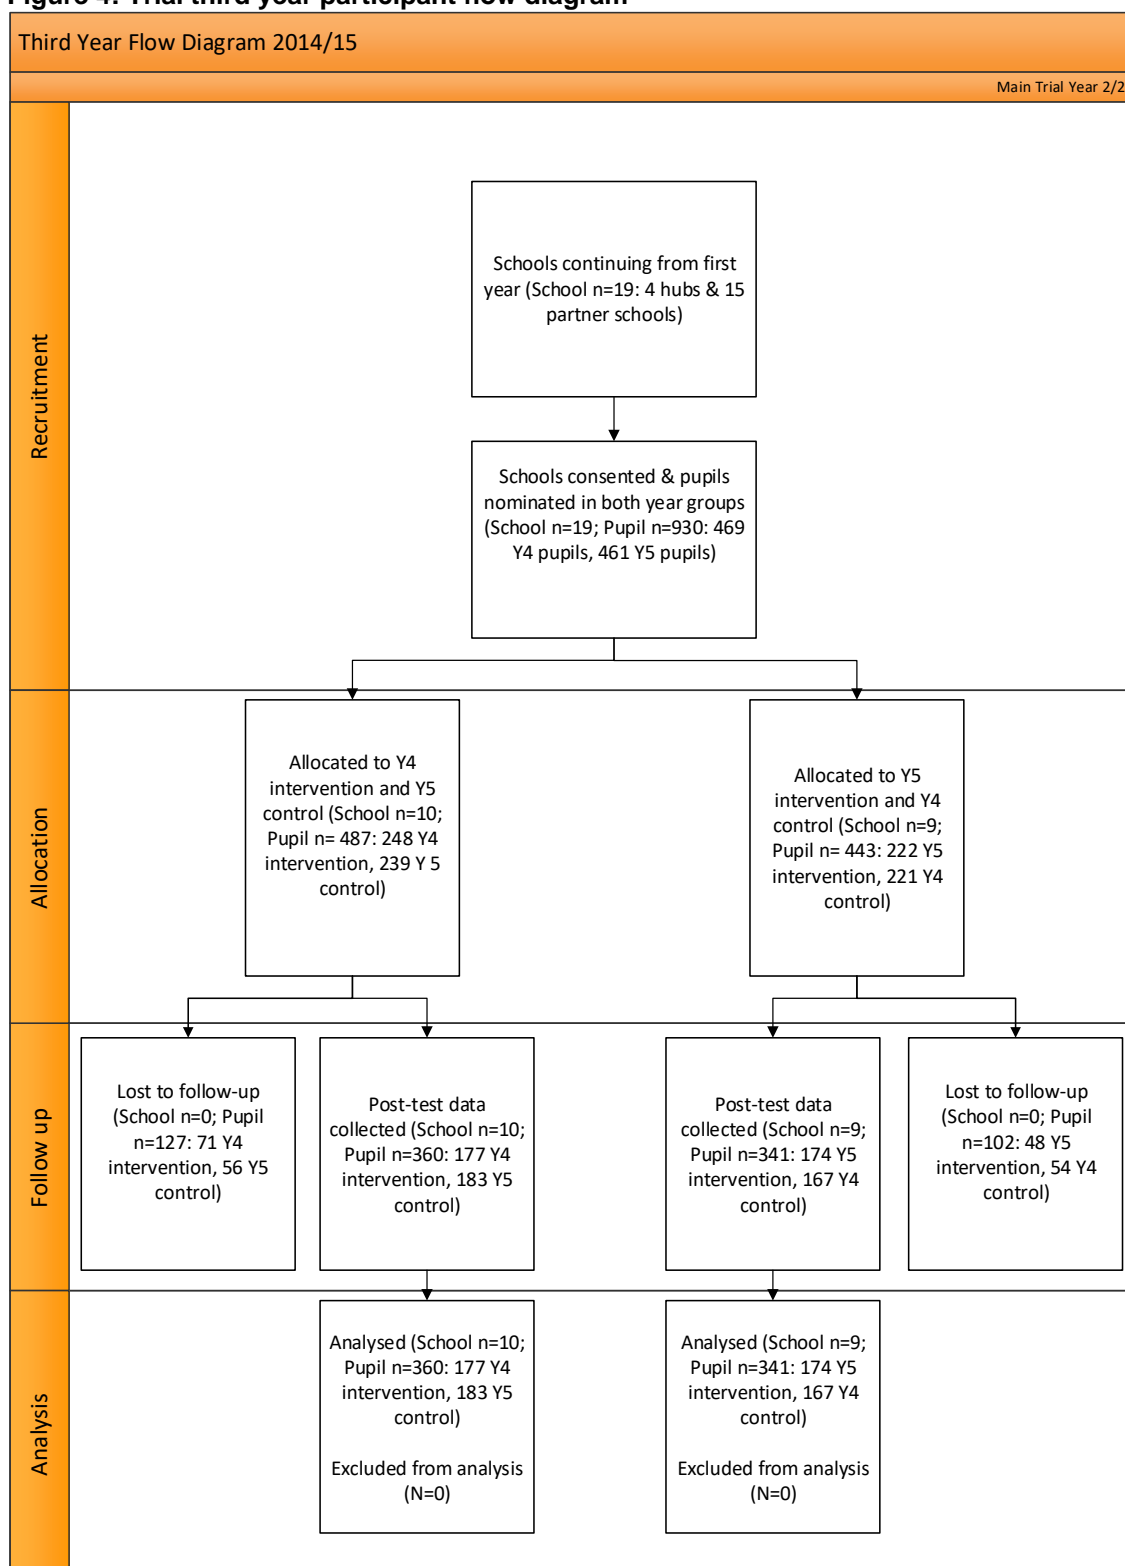 Figure 4: Trial third year participant flow diagram
Third Year Flow Diagram 2014/15
Main Trial Year 2/2
Recruitment
Schools continuing from first
year (School n=19: 4 hubs & 15
partner schools)
Schools consented & pupils
nominated in both year groups
(School n=19; Pupil n=930: 469
Y4 pupils, 461 Y5 pupils)
Allocation
Allocated to Y4
intervention and Y5
control (School n=10;
Pupil n= 487: 248 Y4
intervention, 239 Y 5
control)
Allocated to Y5
intervention and Y4
control (School n=9;
Pupil n= 443: 222 Y5
intervention, 221 Y4
control)
Follow up
Lost to follow-up
(School n=0; Pupil
n=127: 71 Y4
intervention, 56 Y5
control)
Post-test data
collected (School n=10;
Pupil n=360: 177 Y4
intervention, 183 Y5
control)
Post-test data
collected (School n=9;
Pupil n=341: 174 Y5
intervention, 167 Y4
control)
Lost to follow-up
(School n=0; Pupil
n=102: 48 Y5
intervention, 54 Y4
control)
Analysis
Analysed (School n=10;
Pupil n=360: 177 Y4
intervention, 183 Y5
control)
Excluded from analysis
(N=0)
Analysed (School n=9;
Pupil n=341: 174 Y5
intervention, 167 Y4
control)
Excluded from analysis
(N=0)